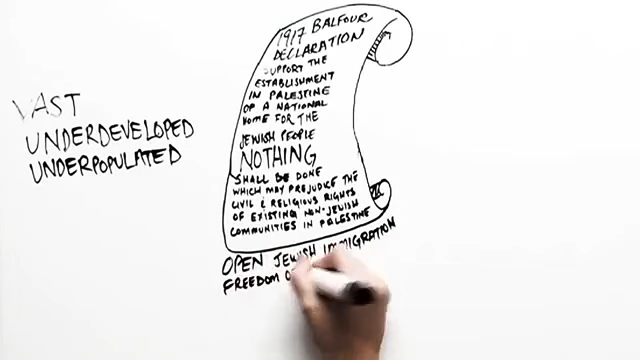 VAST
UNDERDEVELOPED
UNDERPOPULATED
1917 BALFOUR
DECLARATION
SUPPORT THE
ESTABLISHMENT
IN PALESTINE
OF A NATIONAL
HOME FOR THE
JEWISH PEOPLE
NOTHING
SHALL BE DONE
WHICH MAY PREJUDICE THE
CIVIL & RELIGIOUS RIGHTS
OF EXISTING NON-JEWISH
COMMUNITIES IN PALESTINE
OPEN JEWISH IMMIGRATION
FREEDOM